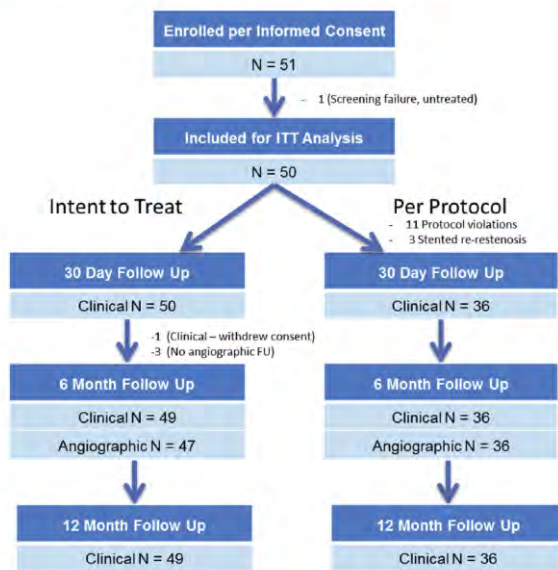 Enrolled per Informed Consent
N = 51
- 1 (Screening failure, untreated)
Included for ITT Analysis
N = 50
Intent to Treat
Per Protocol
- 11 Protocol violations
- 3 Stented re-restenosis
30 Day Follow Up
Clinical N = 50
30 Day Follow Up
Clinical N = 36
-1 (Clinical – withdrew consent)
-3 (No angiographic FU)
6 Month Follow Up
Clinical N = 49
Angiographic N = 47
6 Month Follow Up
Clinical N = 36
Angiographic N = 36
12 Month Follow Up
Clinical N = 49
12 Month Follow Up
Clinical N = 36